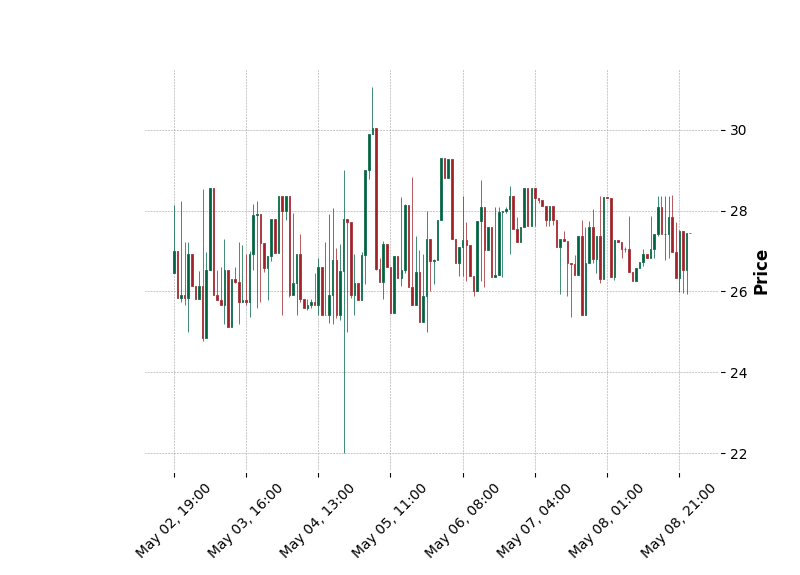 30
28
26
24
22
Price
May 02, 19:00
May 03, 16:00
May 04, 13:00
May 05, 11:00
May 06, 08:00
May 07, 04:00
May 08, 01:00
May 08, 21:00